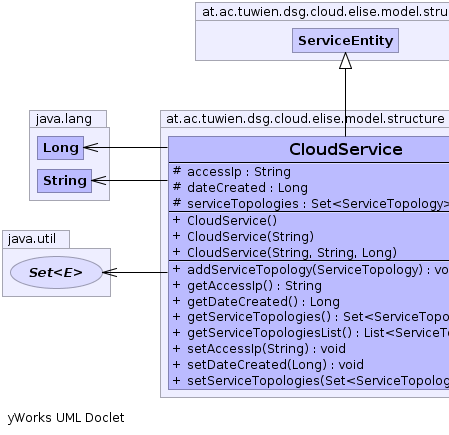 at.ac.tuwien.dsg.cloud.elise.model.stru
ServiceEntity
java.lang
Long
String
at.ac.tuwien.dsg.cloud.elise.model.structure
CloudService
# accessIp : String
# dateCreated : Long
# serviceTopologies : Set<ServiceTopology>
+ CloudService()
+ CloudService(String)
+ CloudService(String, String, Long)
+ addServiceTopology(ServiceTopology) : vo
+ getAccessIp() : String
+ getDateCreated() : Long
+ getServiceTopologies() : Set<ServiceTopo
+ getServiceTopologiesList() : List<ServiceTo
+ setAccessIp(String) : void
+ setDateCreated(Long) : void
+ setServiceTopologies(Set<ServiceTopolog
java.util
Set<E>
yWorks UML Doclet